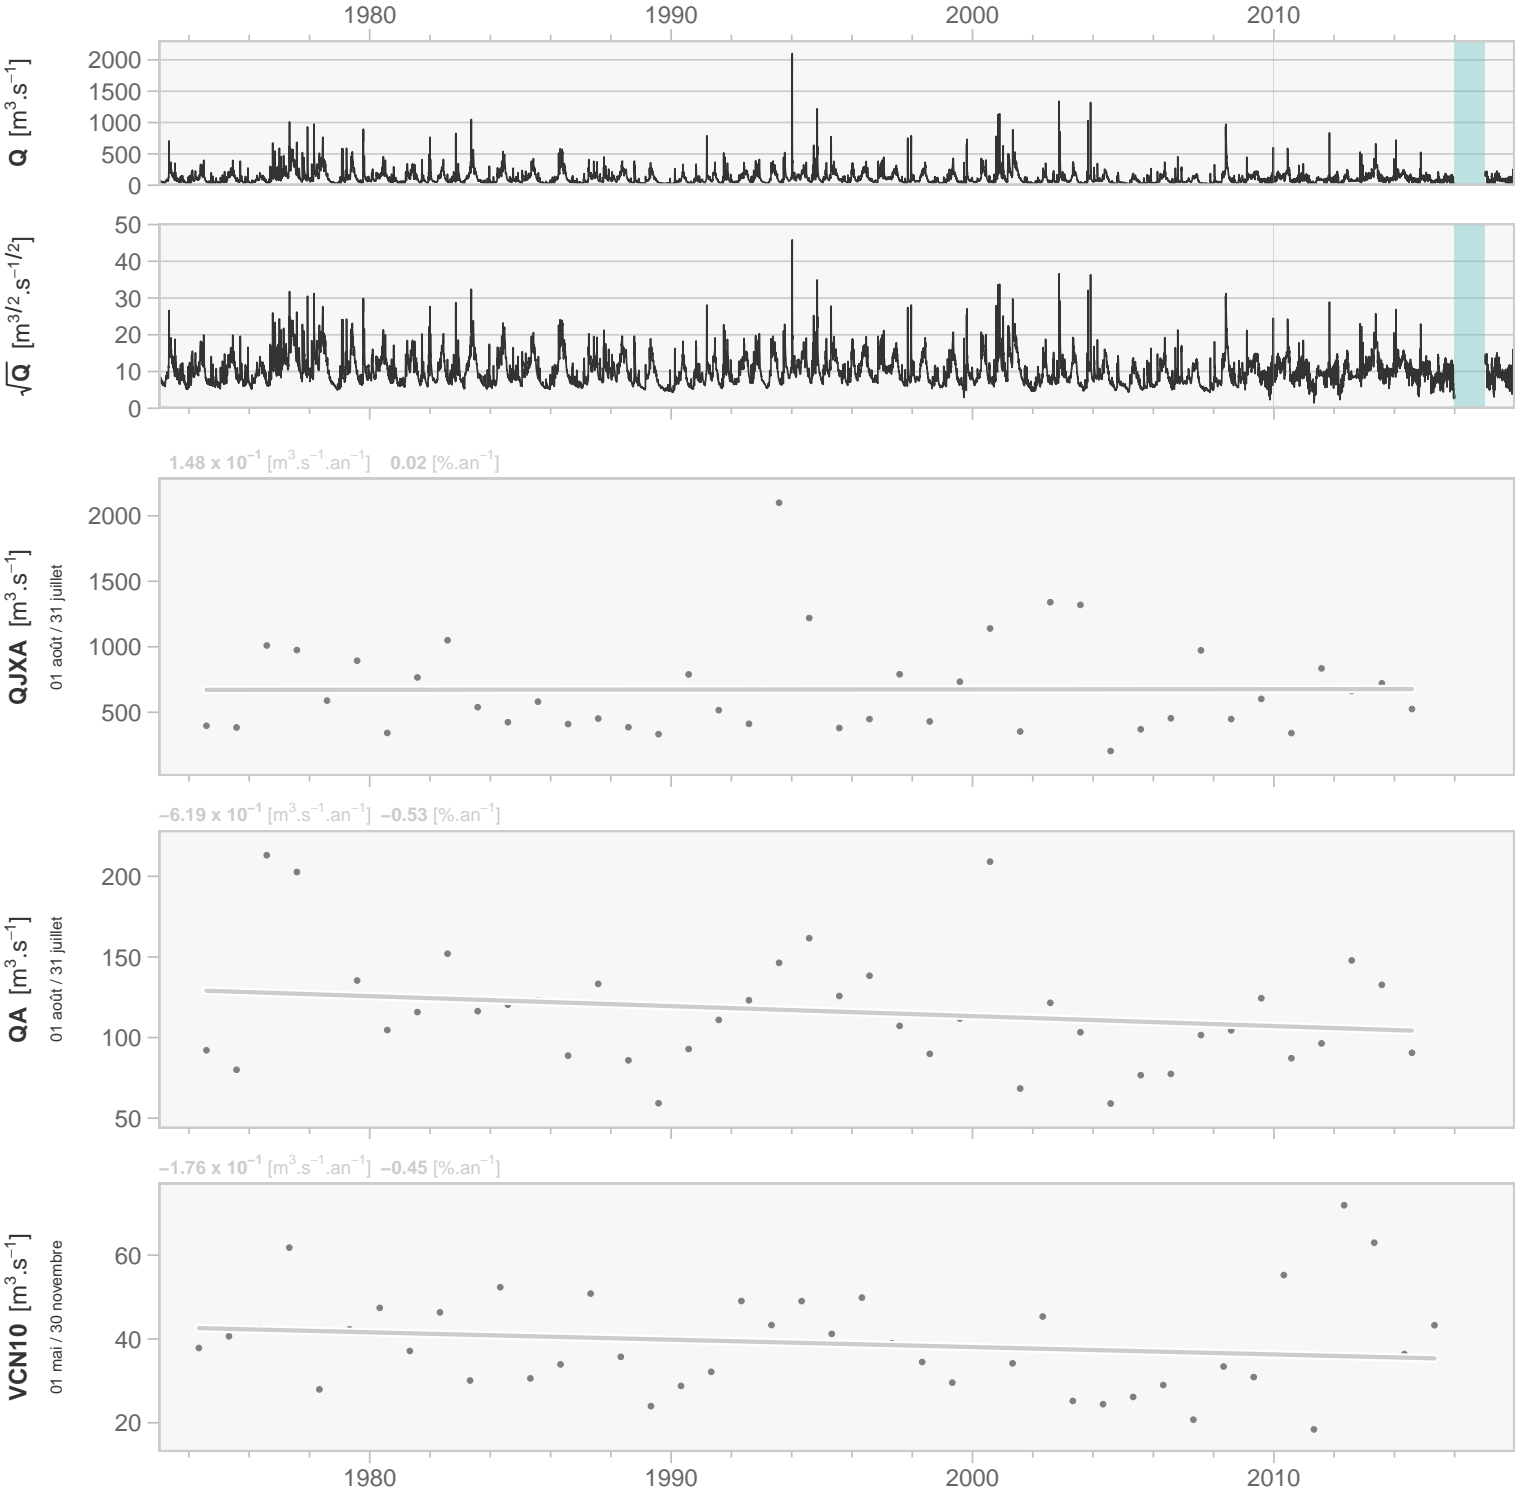 1980 1990 2000 2010
Q [m³.s⁻¹]
2000
1500
1000
500
0
√Q [m³ᐟ².s⁻¹ᐟ²]
50
40
30
20
10
0
1.48 x 10⁻¹ [m³.s⁻¹.an⁻¹] 0.02 [%.an⁻¹]
QJXA [m³.s⁻¹]
01 août / 31 juillet
2000
1500
1000
500
−6.19 x 10⁻¹ [m³.s⁻¹.an⁻¹] −0.53 [%.an⁻¹]
QA [m³.s⁻¹]
01 août / 31 juillet
200
150
100
50
−1.76 x 10⁻¹ [m³.s⁻¹.an⁻¹] −0.45 [%.an⁻¹]
VCN10 [m³.s⁻¹]
01 mai / 30 novembre
60
40
20
1980 1990 2000 2010